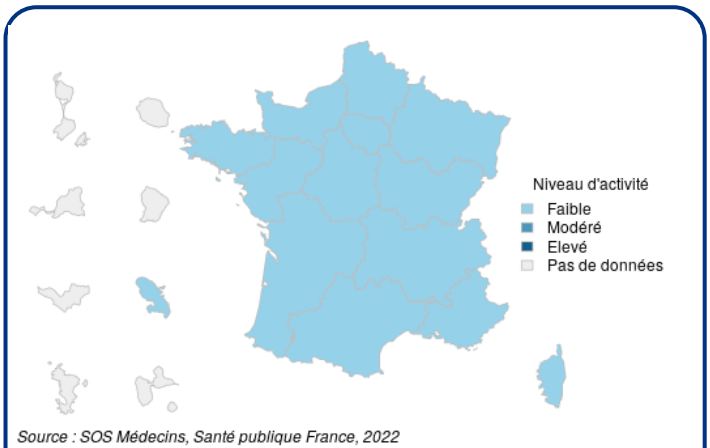 Niveau d'activité
Faible
Modéré
Elevé
Pas de données
Source : SOS Médecins, Santé publique France, 2022